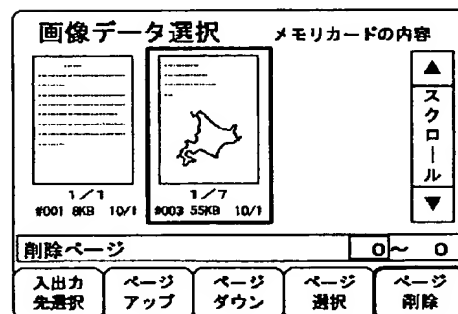 画像データ選択 メモリカードの内容
▲
スクロール
▼
1/1 1/7
#001 8KB 10/1 #003 55KB 10/1
削除ページ 0~ 0
入出力 ページ ページ ページ ページ
先選択 アップ ダウン 選択 削除